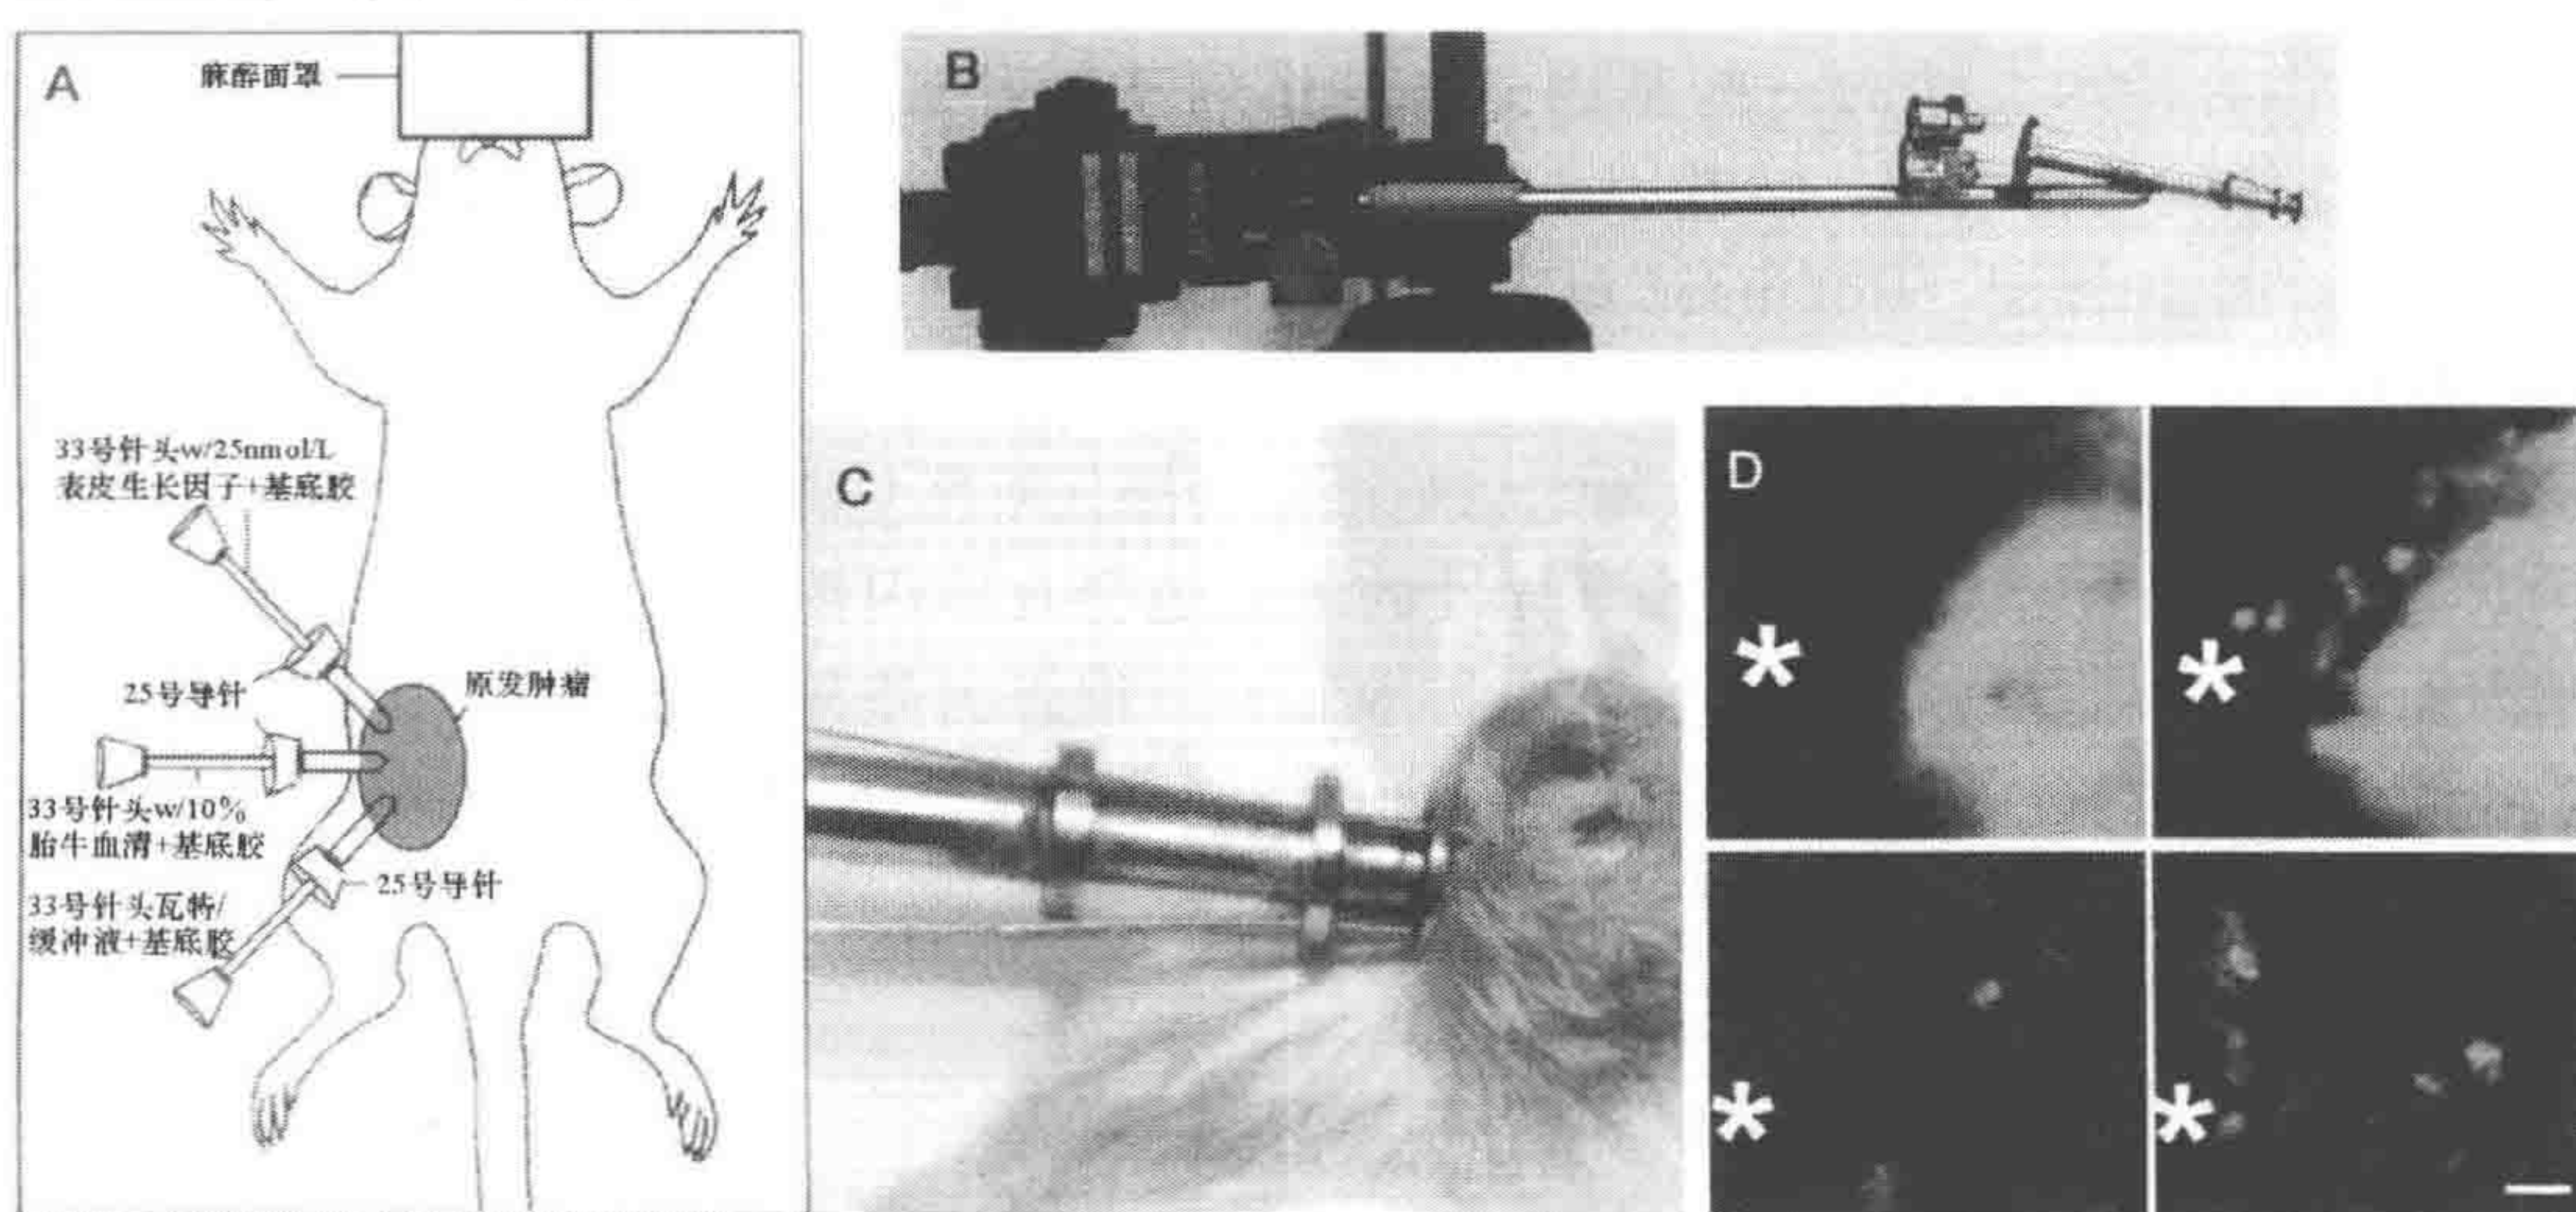 A
麻醉面罩
33号针头w/25nmol/L
表皮生长因子+基底胶
25号导针
原发肿瘤
33号针头w/10%
胎牛血清+基底胶
25号导针
33号针头瓦特/
缓冲液+基底胶
B
C
D
*
*
*
*